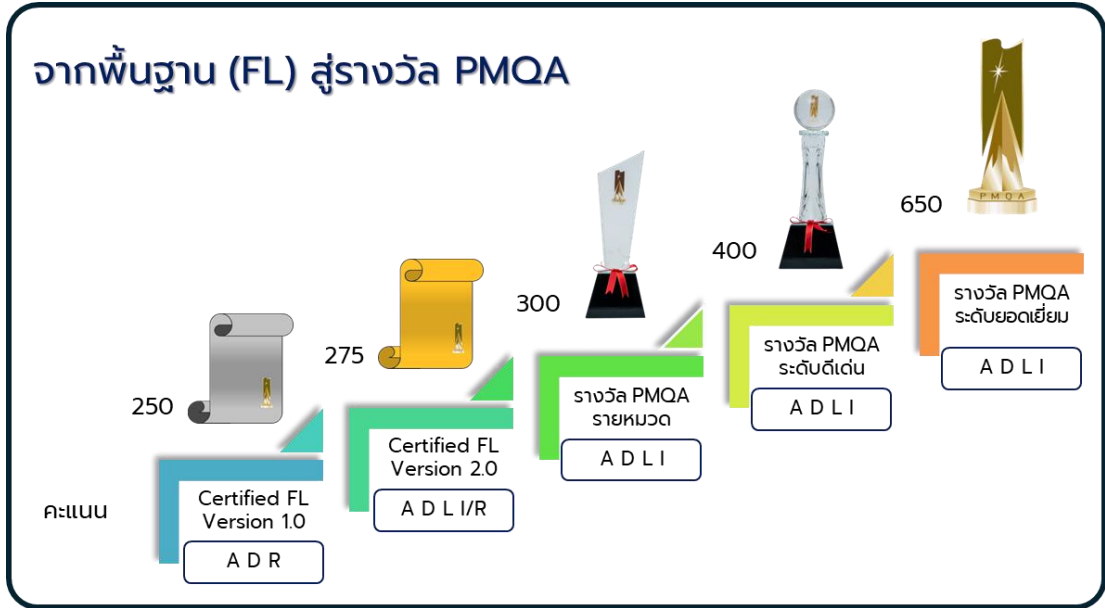 จากพื้นฐาน (FL) สู่รางวัล PMQA
650
PMQA
400
300
275
250
รางวัล PMQA
ระดับยอดเยี่ยม
A D L I
รางวัล PMQA
ระดับดีเด่น
A D L I
รางวัล PMQA
รายหมวด
A D L I
Certified FL
Version 2.0
A D L I/R
Certified FL
Version 1.0
A D R
คะแนน